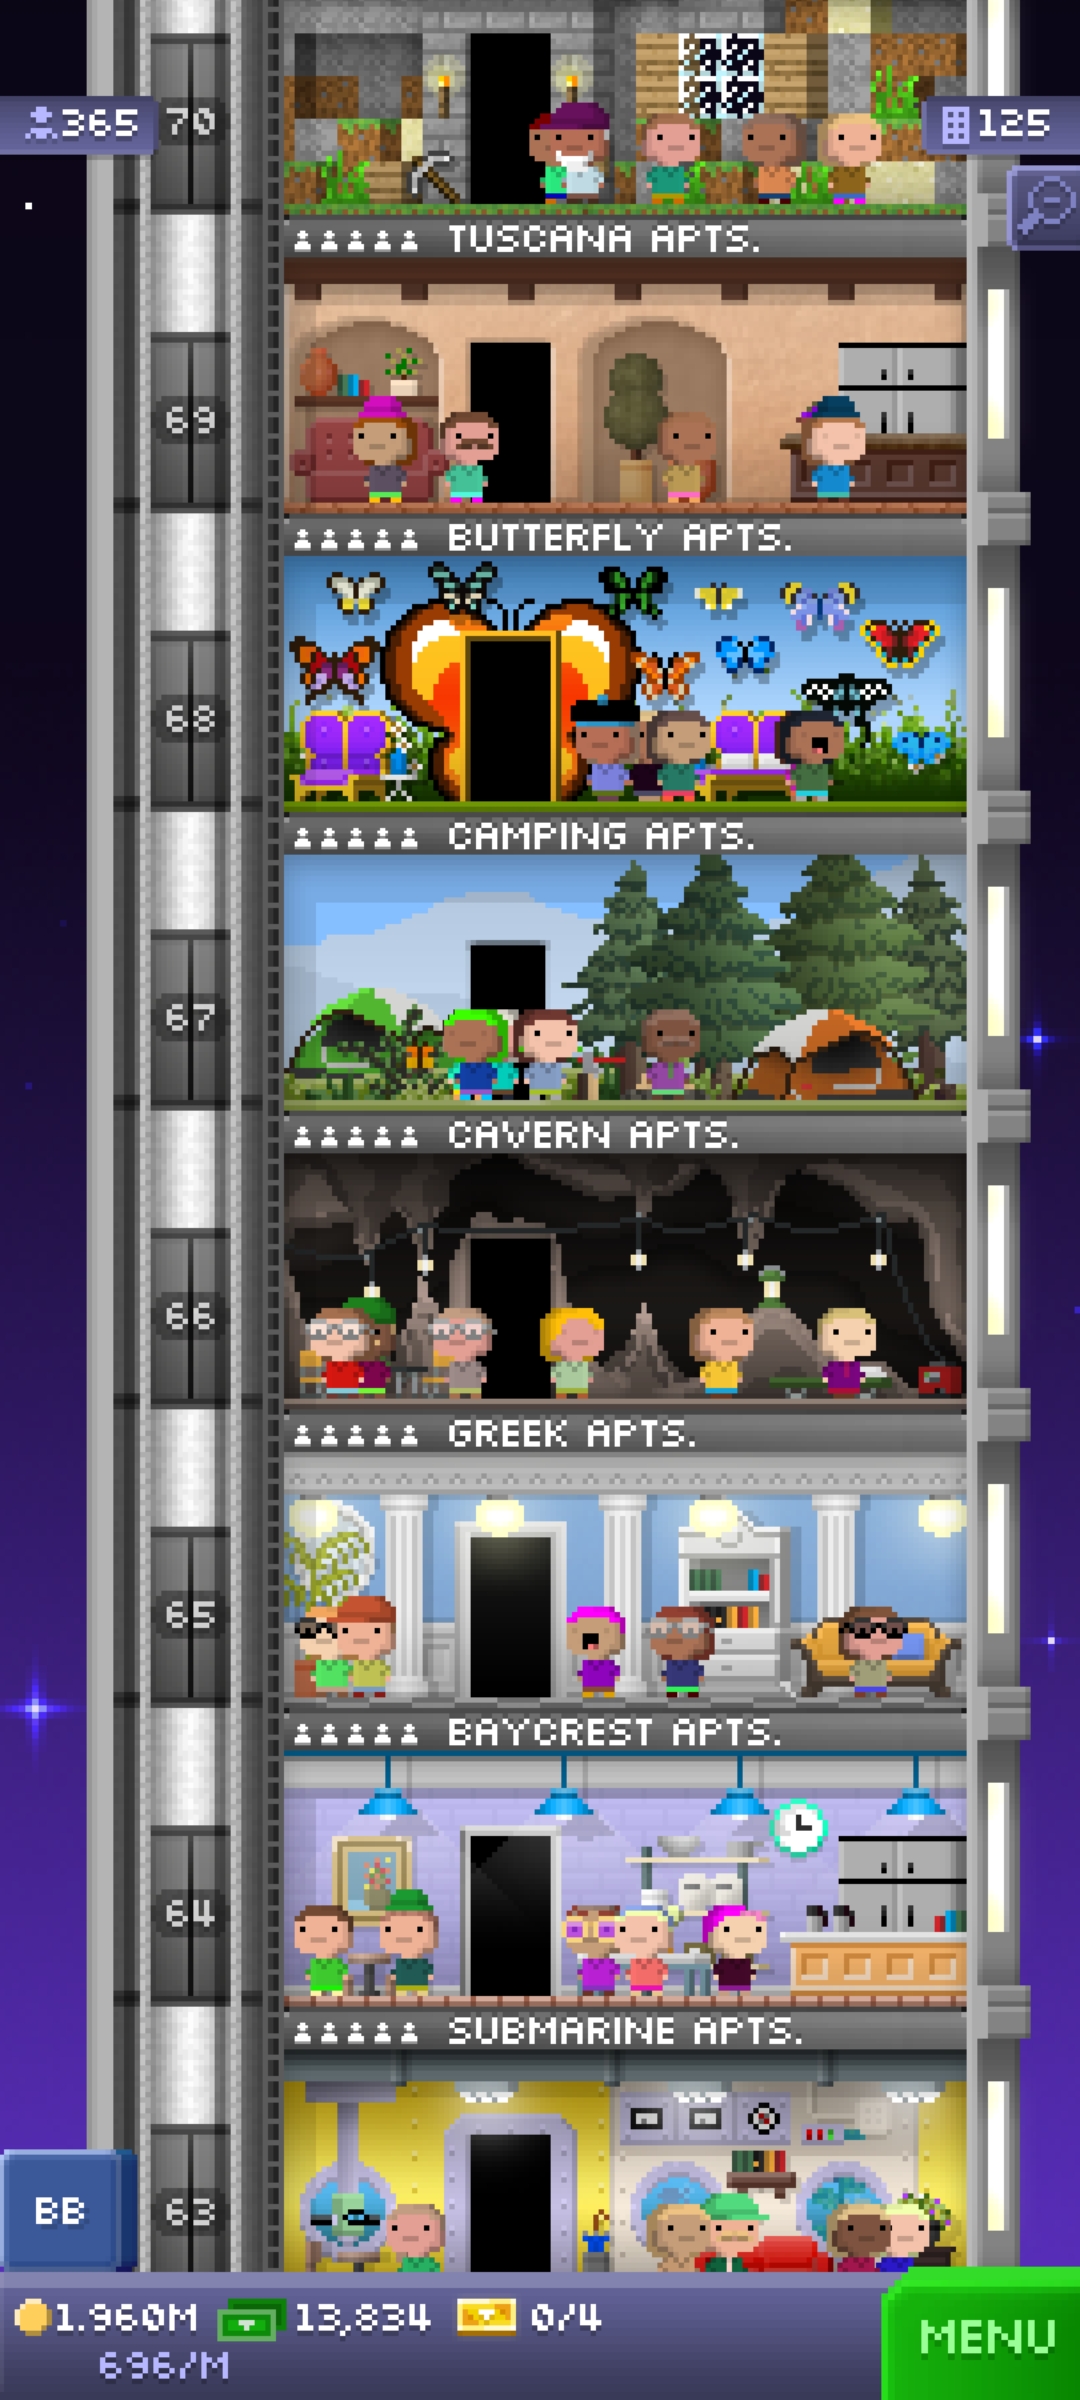 365
70
125
TUSCANA APTS.
69
BUTTERFLY APTS.
68
CAMPING APTS.
67
CAVERN APTS.
66
GREEK APTS.
65
BAYCREST APTS.
64
SUBMARINE APTS.
63
BB
1.960M 13,834 0/4
696/M
MENU